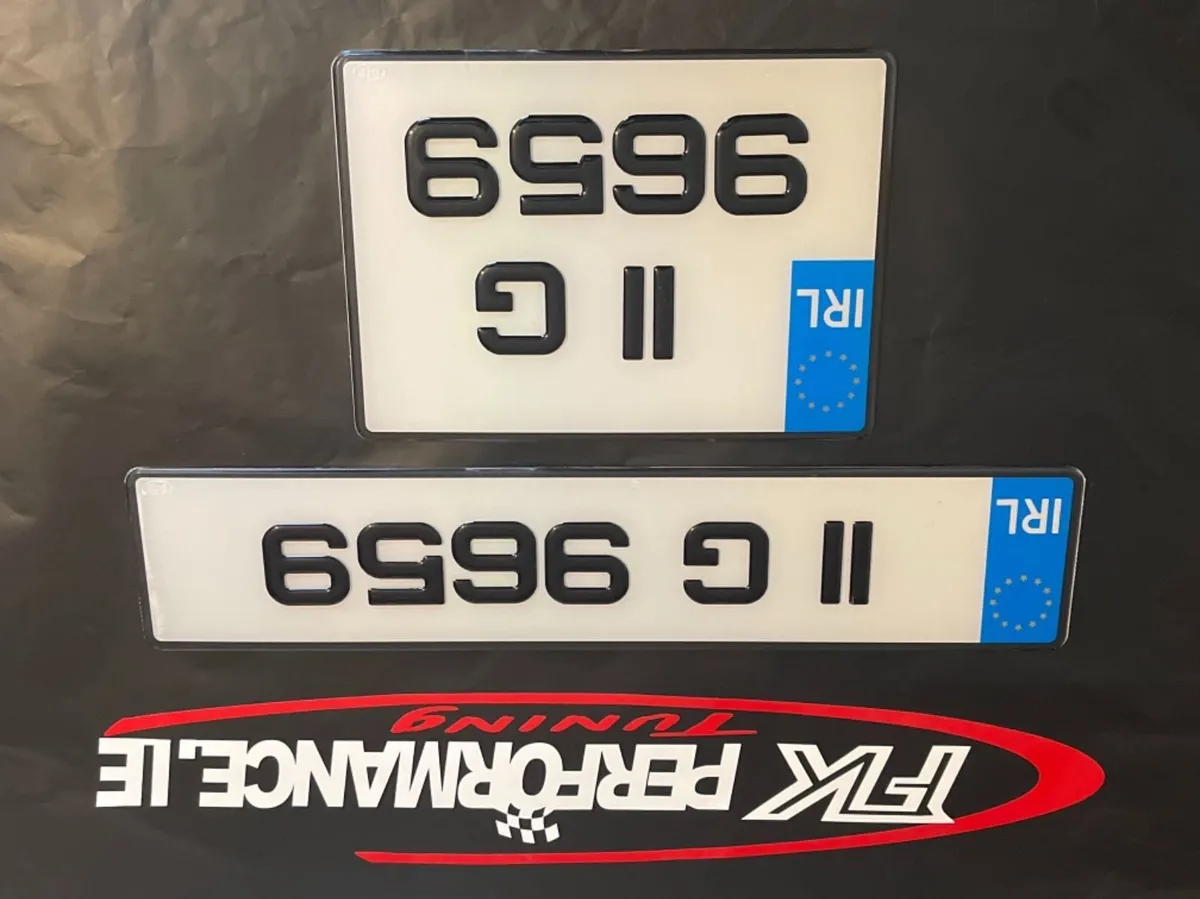 FK PERFORMANCE.IE
TUNING
11 G 9659
IRL
IRL
11 G
9659